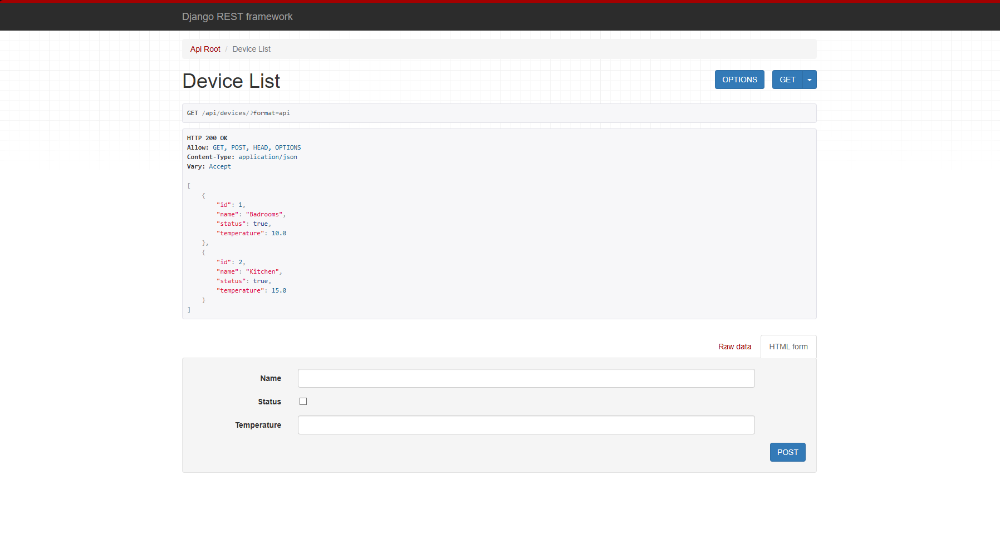 Django REST framework
Api Root / Device List
Device List
OPTIONS
GET
GET /api/devices/?format=api
HTTP 200 OK
Allow: GET, POST, HEAD, OPTIONS
Content-Type: application/json
Vary: Accept
[
    {
        "id": 1,
        "name": "Badrooms",
        "status": true,
        "temperature": 10.0
    },
    {
        "id": 2,
        "name": "Kitchen",
        "status": true,
        "temperature": 15.0
    }
]
Raw data
HTML form
Name
Status
Temperature
POST